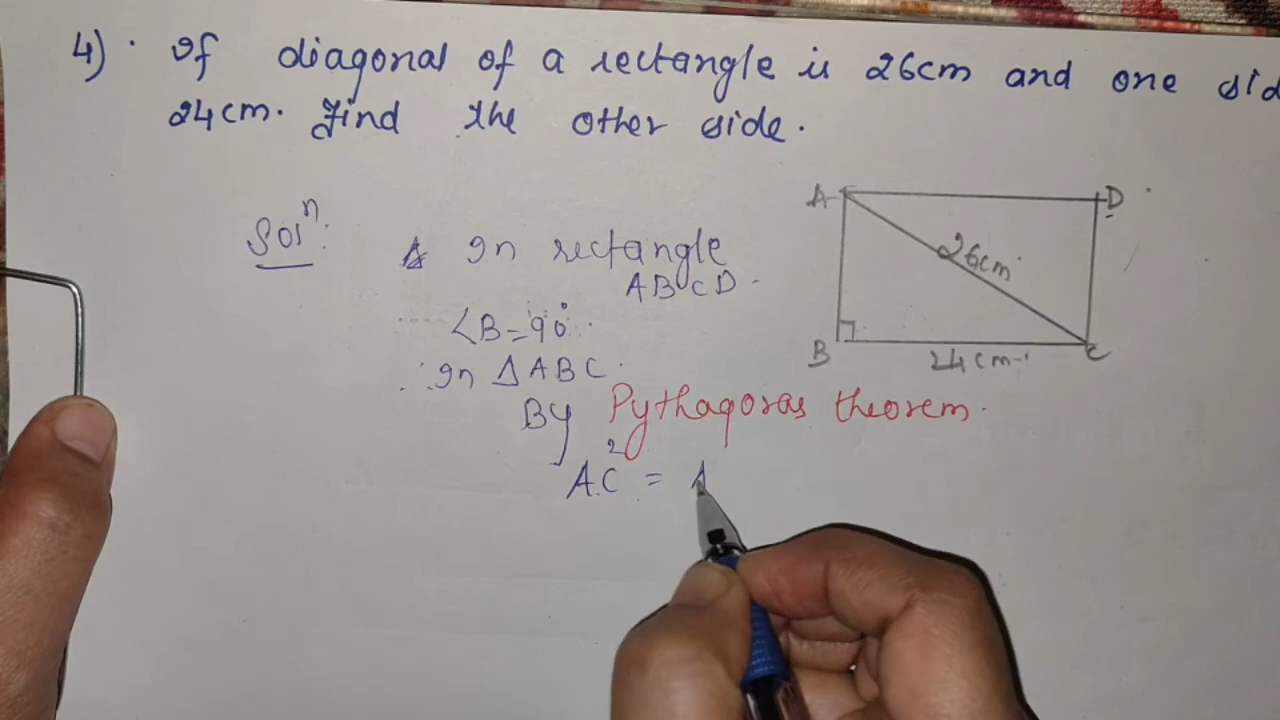 4). If diagonal of a rectangle is 26cm and one sid
24cm. Find the other side.
Solⁿ:
In rectangle
ABCD.
∠B=90°
∴ In ΔABC.
By Pythagoras theorem.
AC² = A
A D
26cm
B 24cm C